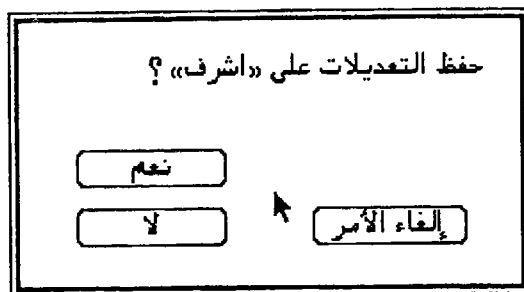 حفظ التعديلات على «اشرف» ؟
نعم
لا
إلغاء الأمر